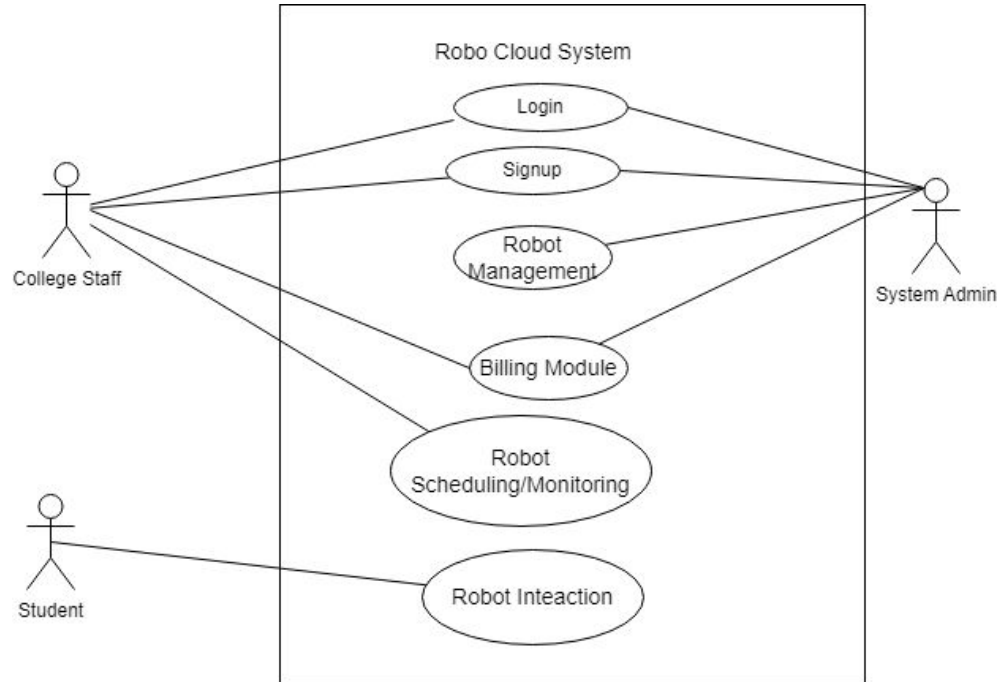 Robo Cloud System
Login
Signup
Robot
Management
College Staff
System Admin
Billing Module
Robot
Scheduling/Monitoring
Robot Inteaction
Student